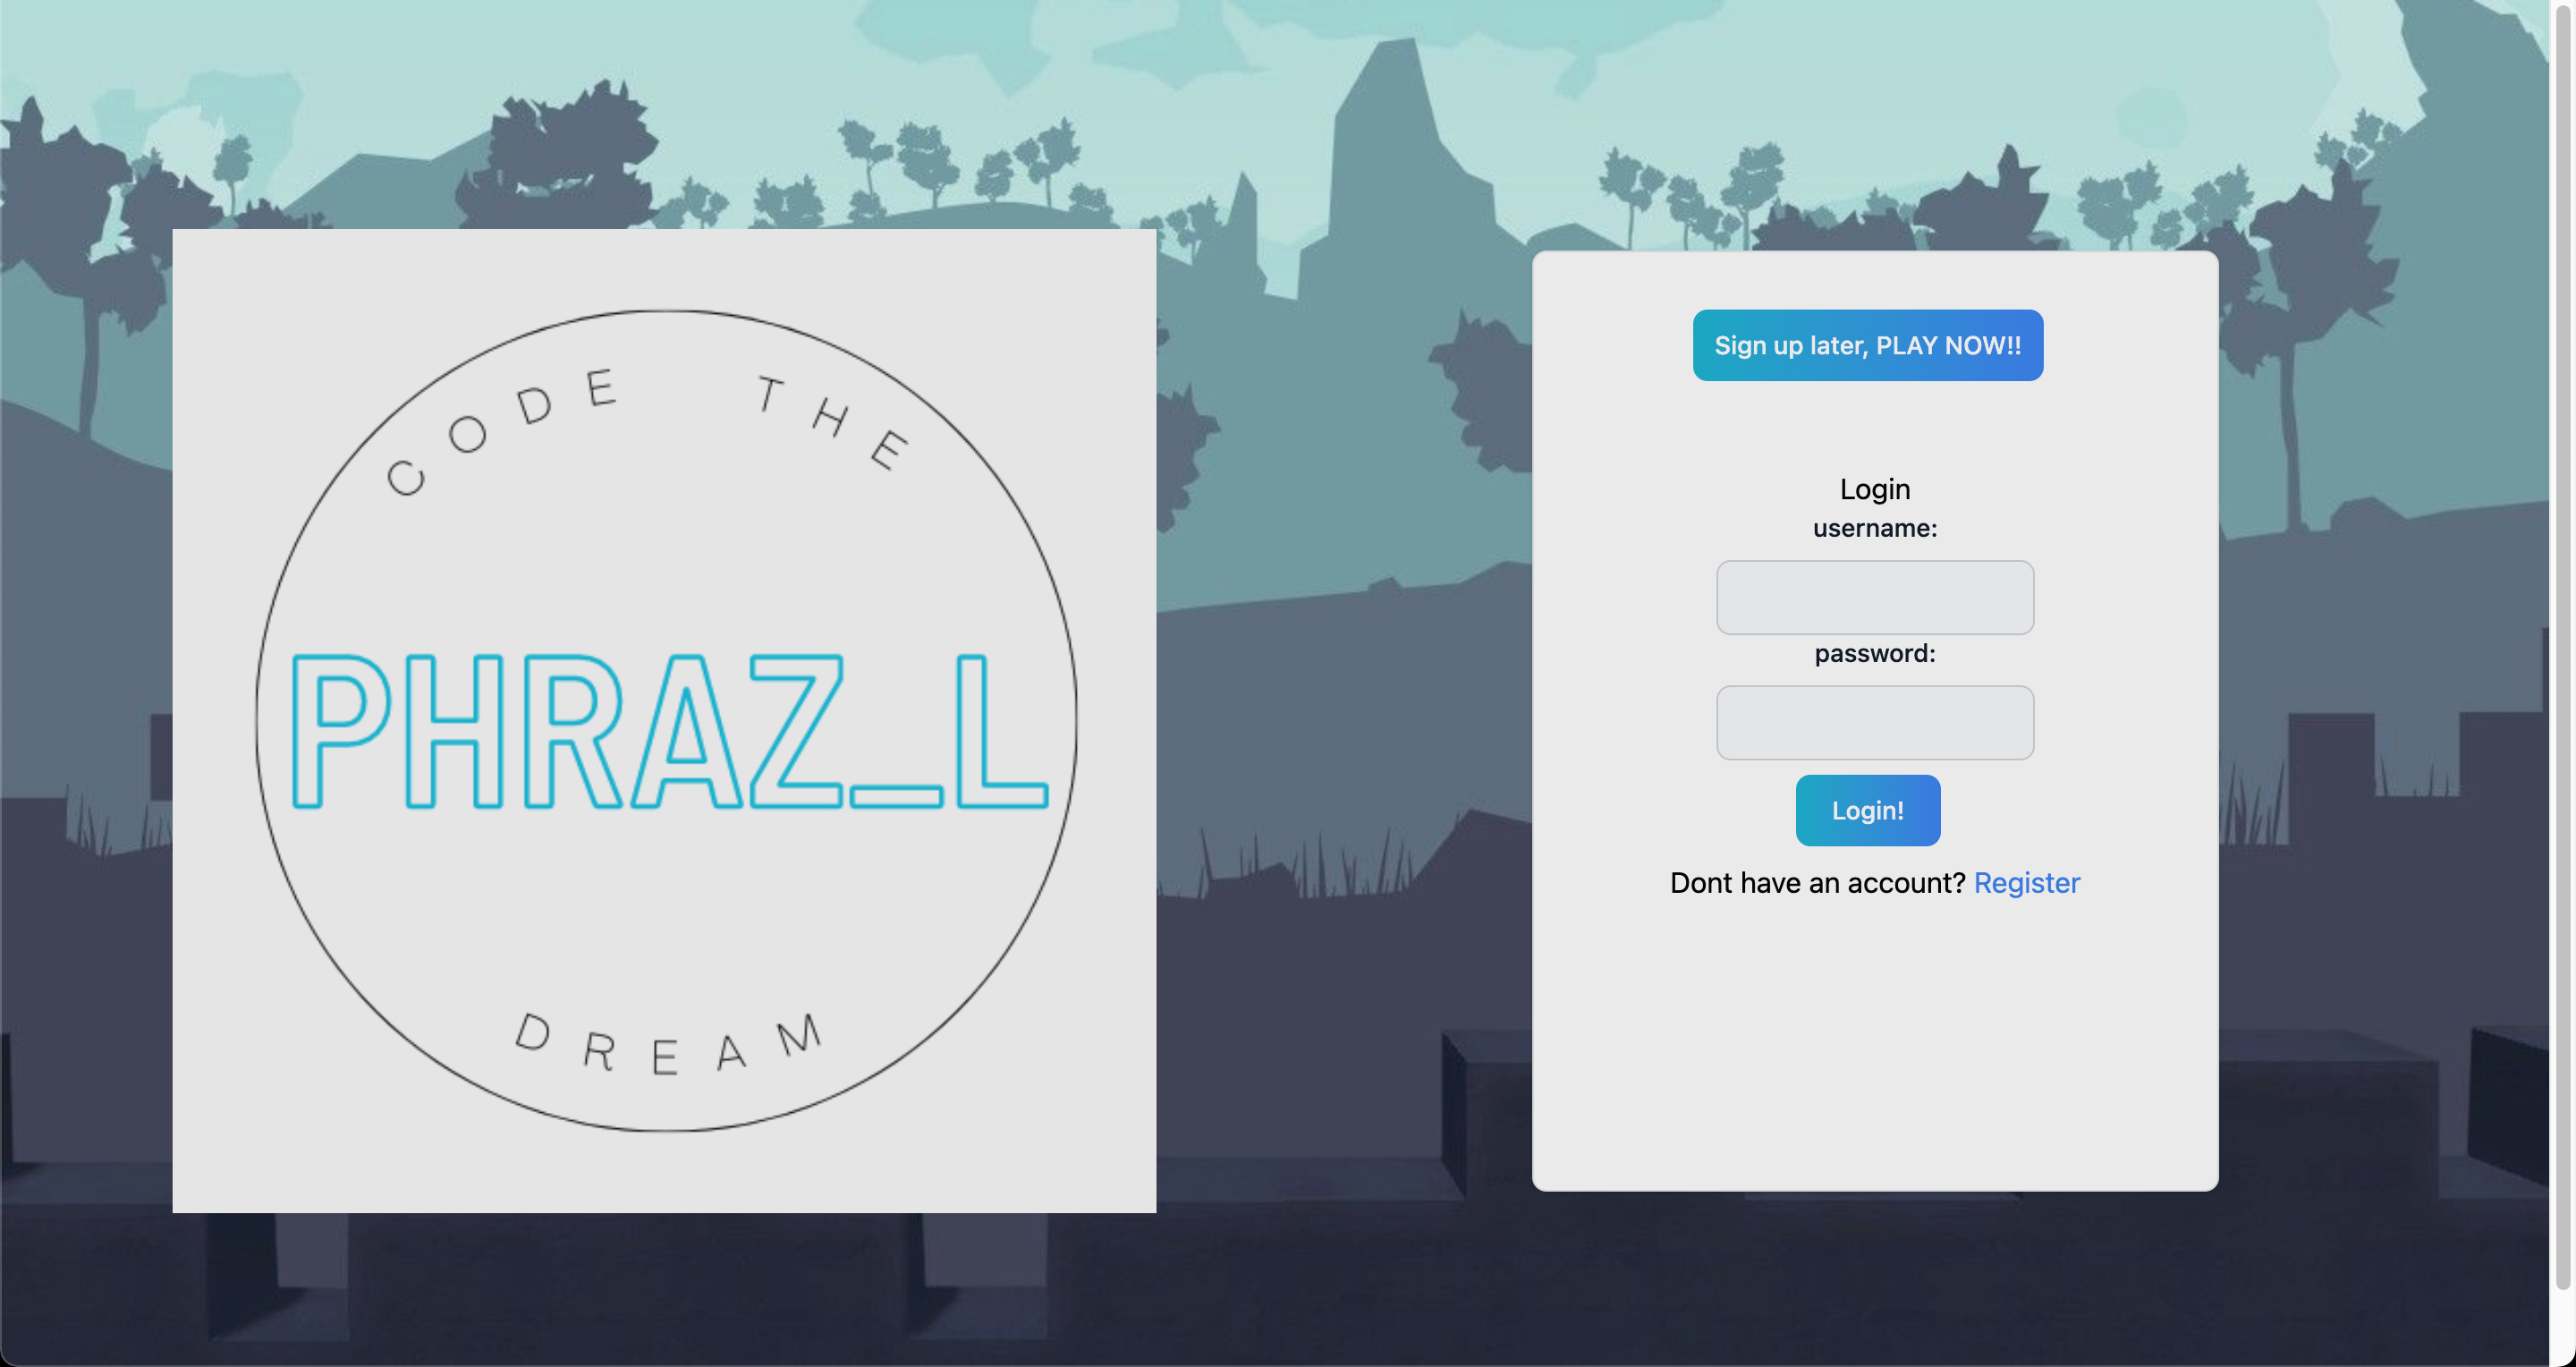 CODE THE
PHRAZ_L
DREAM
Sign up later, PLAY NOW!!
Login
username:
password:
Login!
Dont have an account? Register